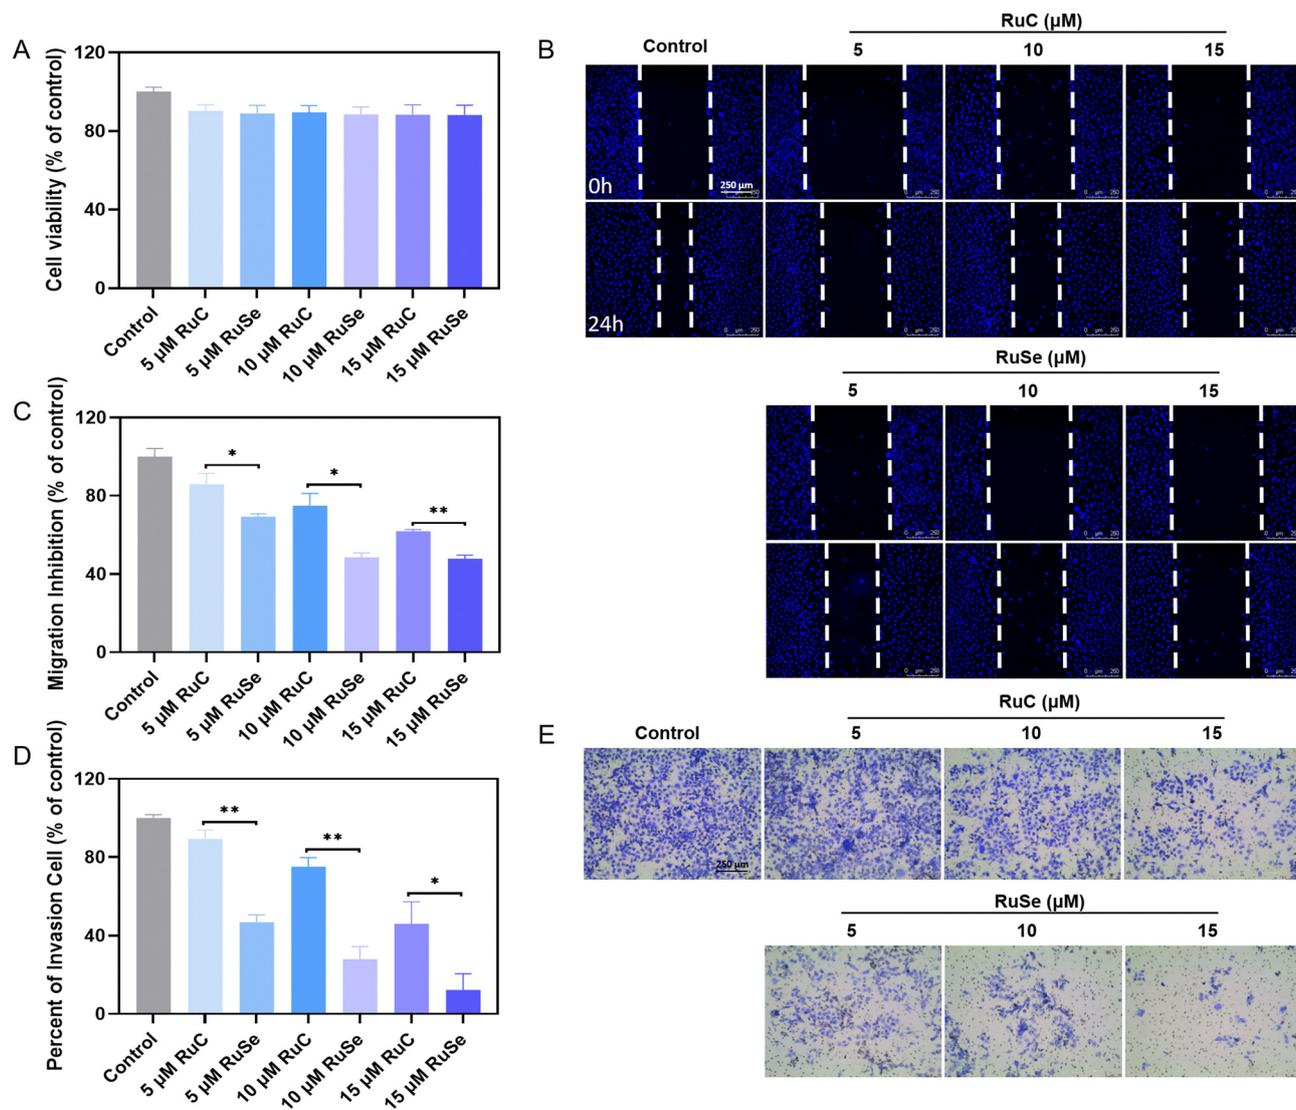 A
Cell viability (% of control)
120
80
40
0
Control
5 μM RuC
5 μM RuSe
10 μM RuC
10 μM RuSe
15 μM RuC
15 μM RuSe
B
Control
RuC (μM)
5
10
15
0h
250 μm
24h
RuSe (μM)
5
10
15
C
Migration Inhibition (% of control)
120
80
40
0
*
*
**
Control
5 μM RuC
5 μM RuSe
10 μM RuC
10 μM RuSe
15 μM RuC
15 μM RuSe
D
Percent of Invasion Cell (% of control)
120
80
40
0
**
**
*
Control
5 μM RuC
5 μM RuSe
10 μM RuC
10 μM RuSe
15 μM RuC
15 μM RuSe
E
Control
RuC (μM)
5
10
15
250 μm
RuSe (μM)
5
10
15